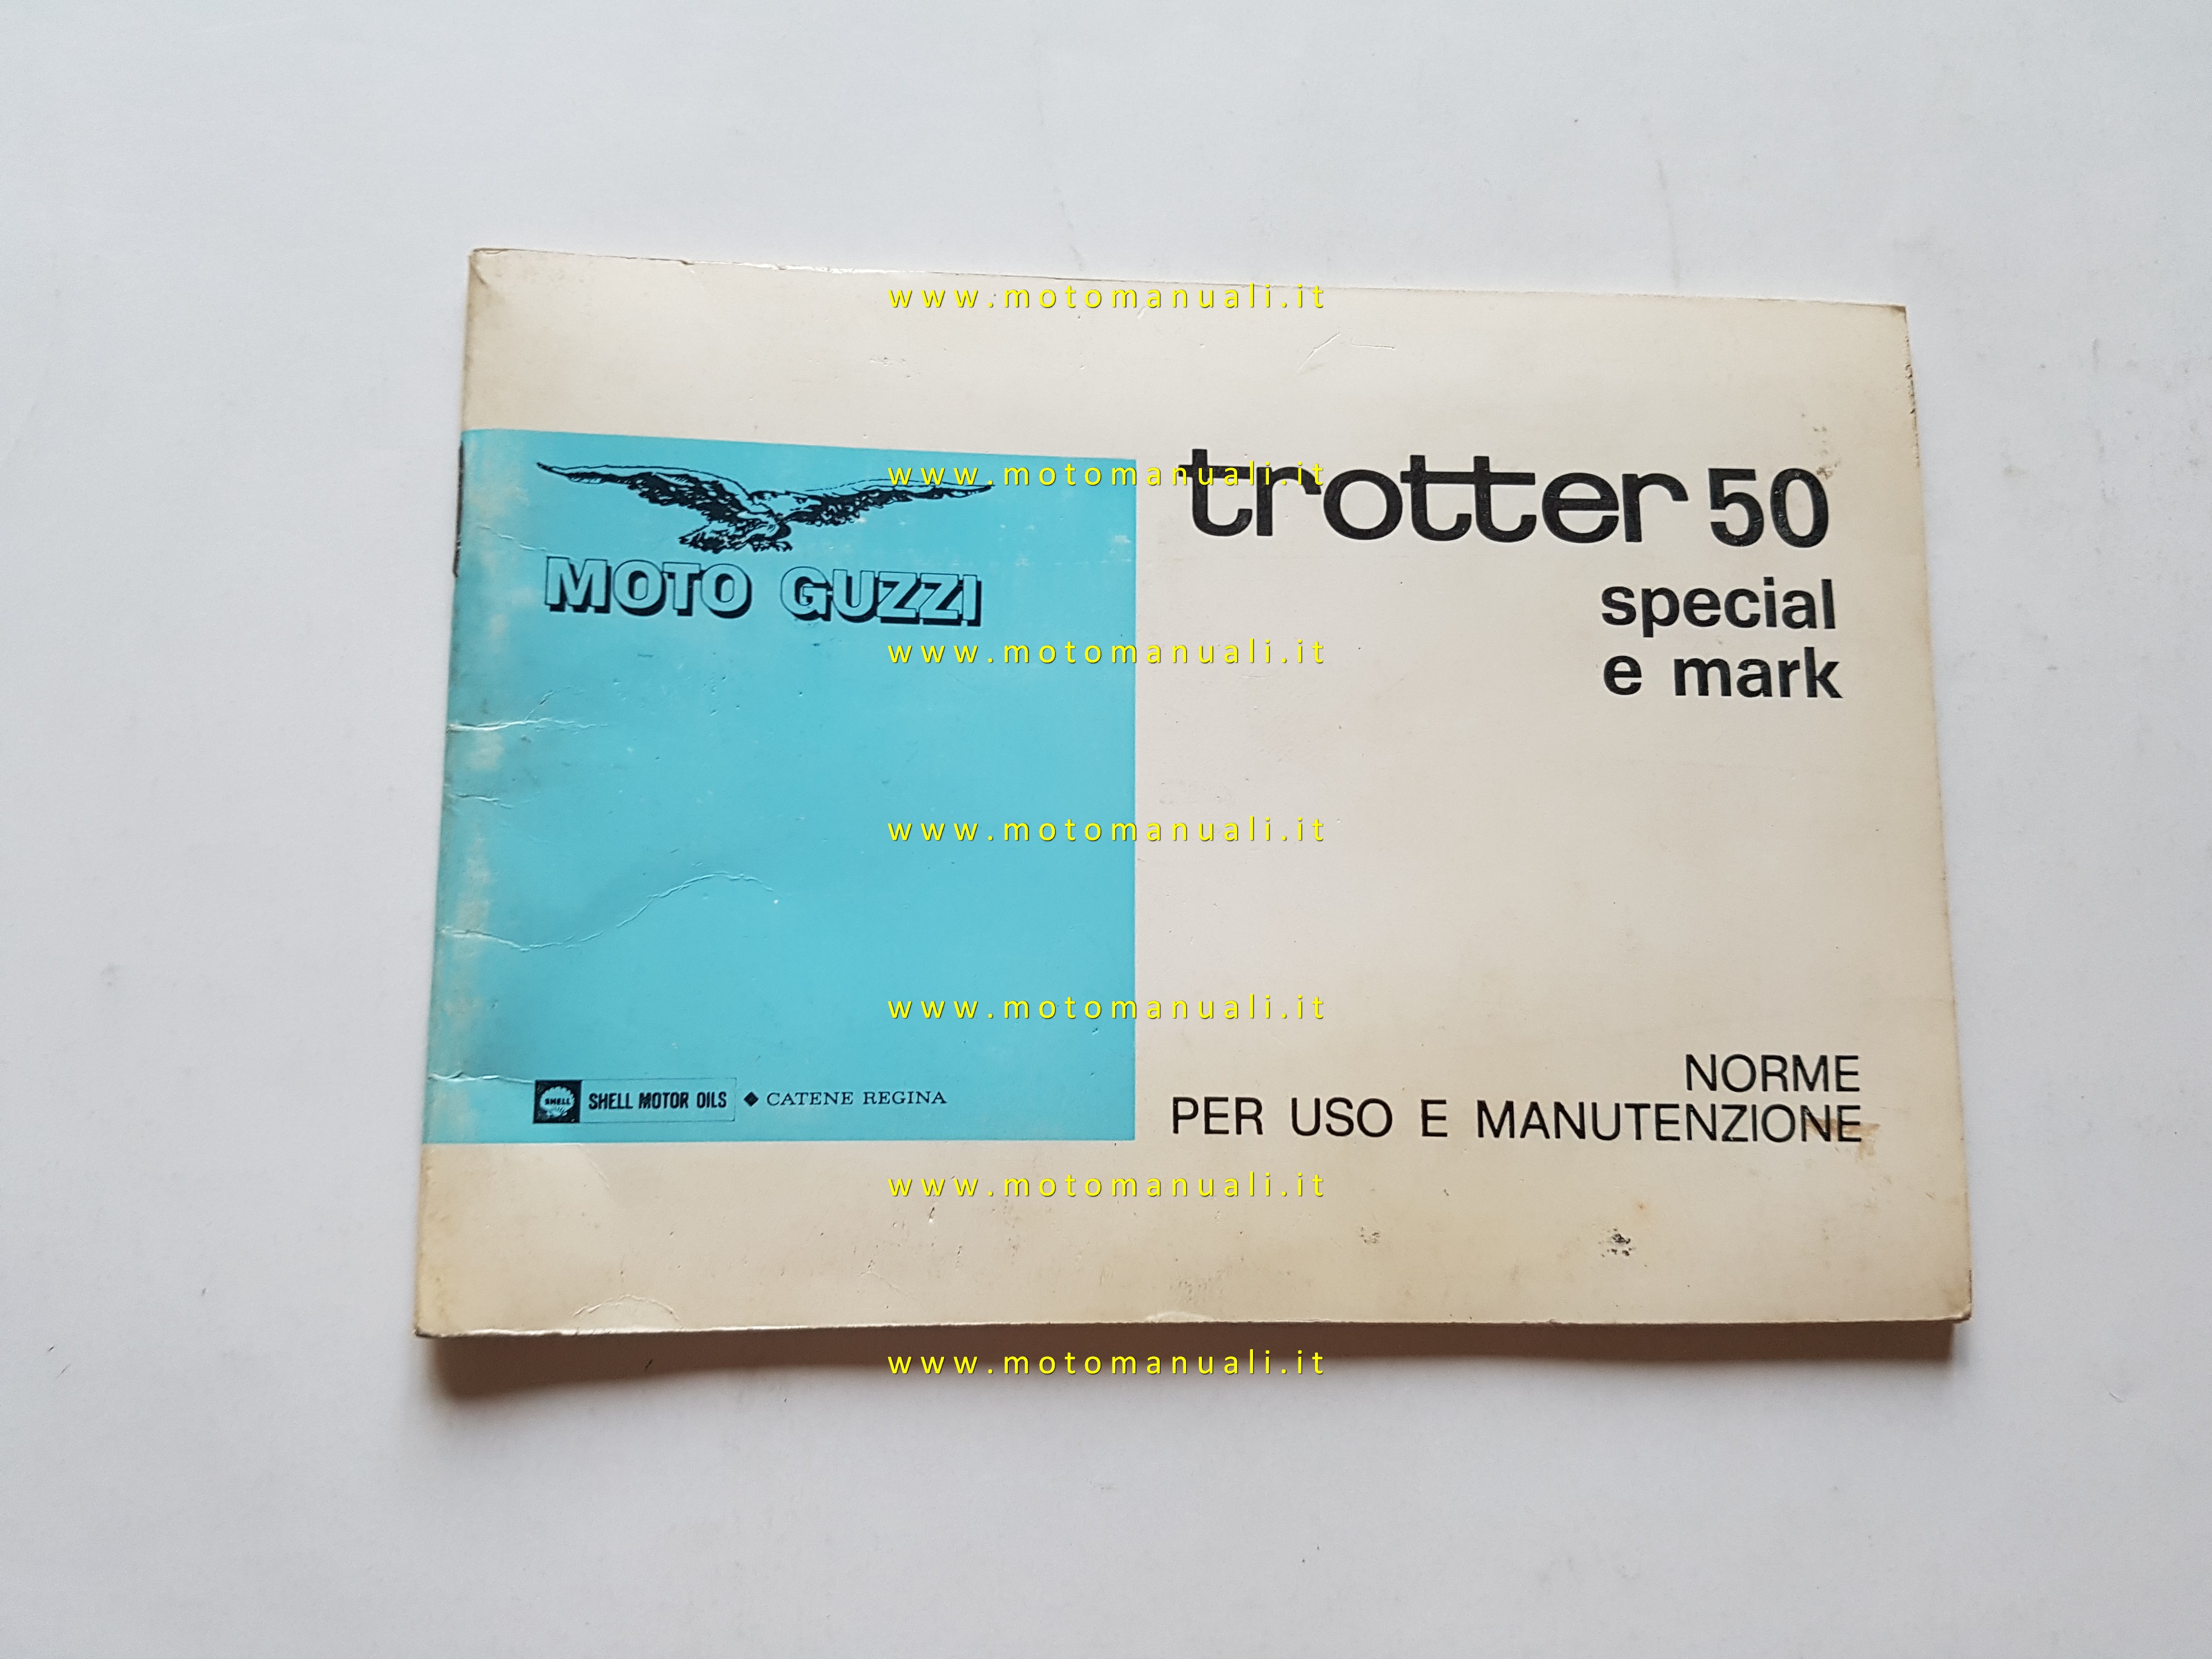 www.motomanuali.it
www.motomanuali.it
trotter 50
MOTO GUZZI
special
e mark
www.motomanuali.it
www.motomanuali.it
www.motomanuali.it
SHELL
SHELL MOTOR OILS ◆ CATENE REGINA
NORME
PER USO E MANUTENZIONE
www.motomanuali.it
www.motomanuali.it